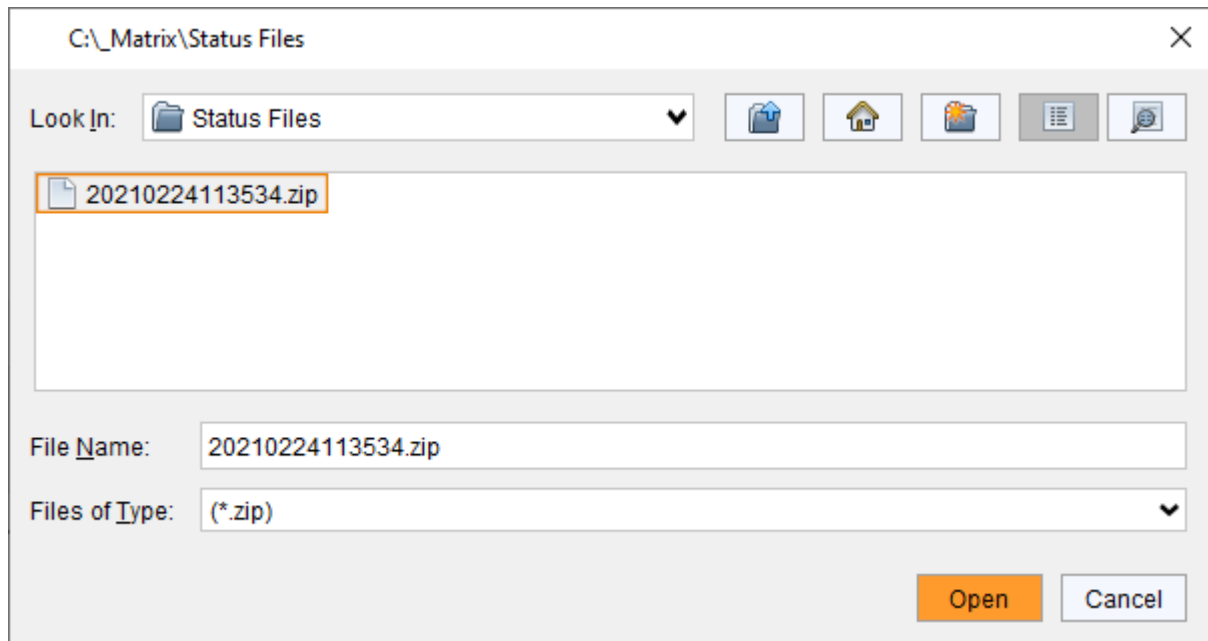 C:\_Matrix\Status Files
Look In: Status Files
20210224113534.zip
File Name: 20210224113534.zip
Files of Type: (*.zip)
Open Cancel